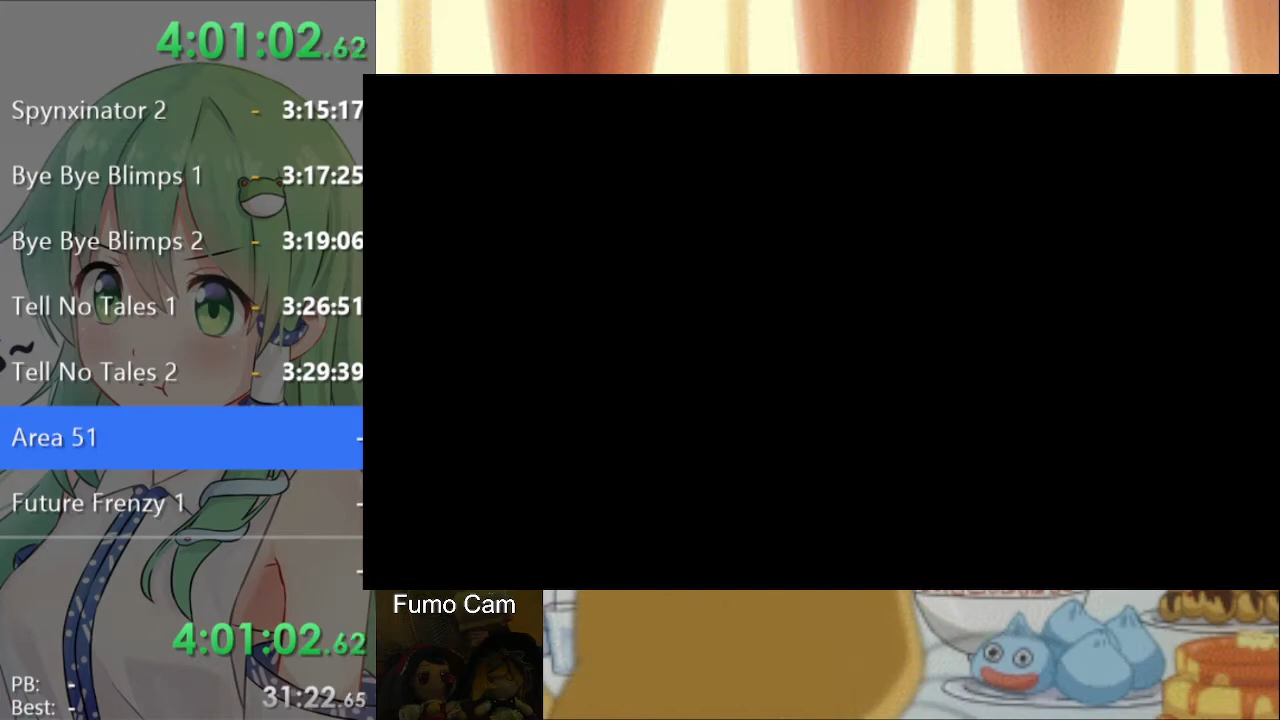 4:01:02.62
Spynxinator 2 - 3:15:17
Bye Bye Blimps 1 - 3:17:25
Bye Bye Blimps 2 - 3:19:06
Tell No Tales 1 - 3:26:51
Tell No Tales 2 - 3:29:39
Area 51 -
Future Frenzy 1 -
-
4:01:02.62
PB: -
Best: -
31:22.65
Fumo Cam